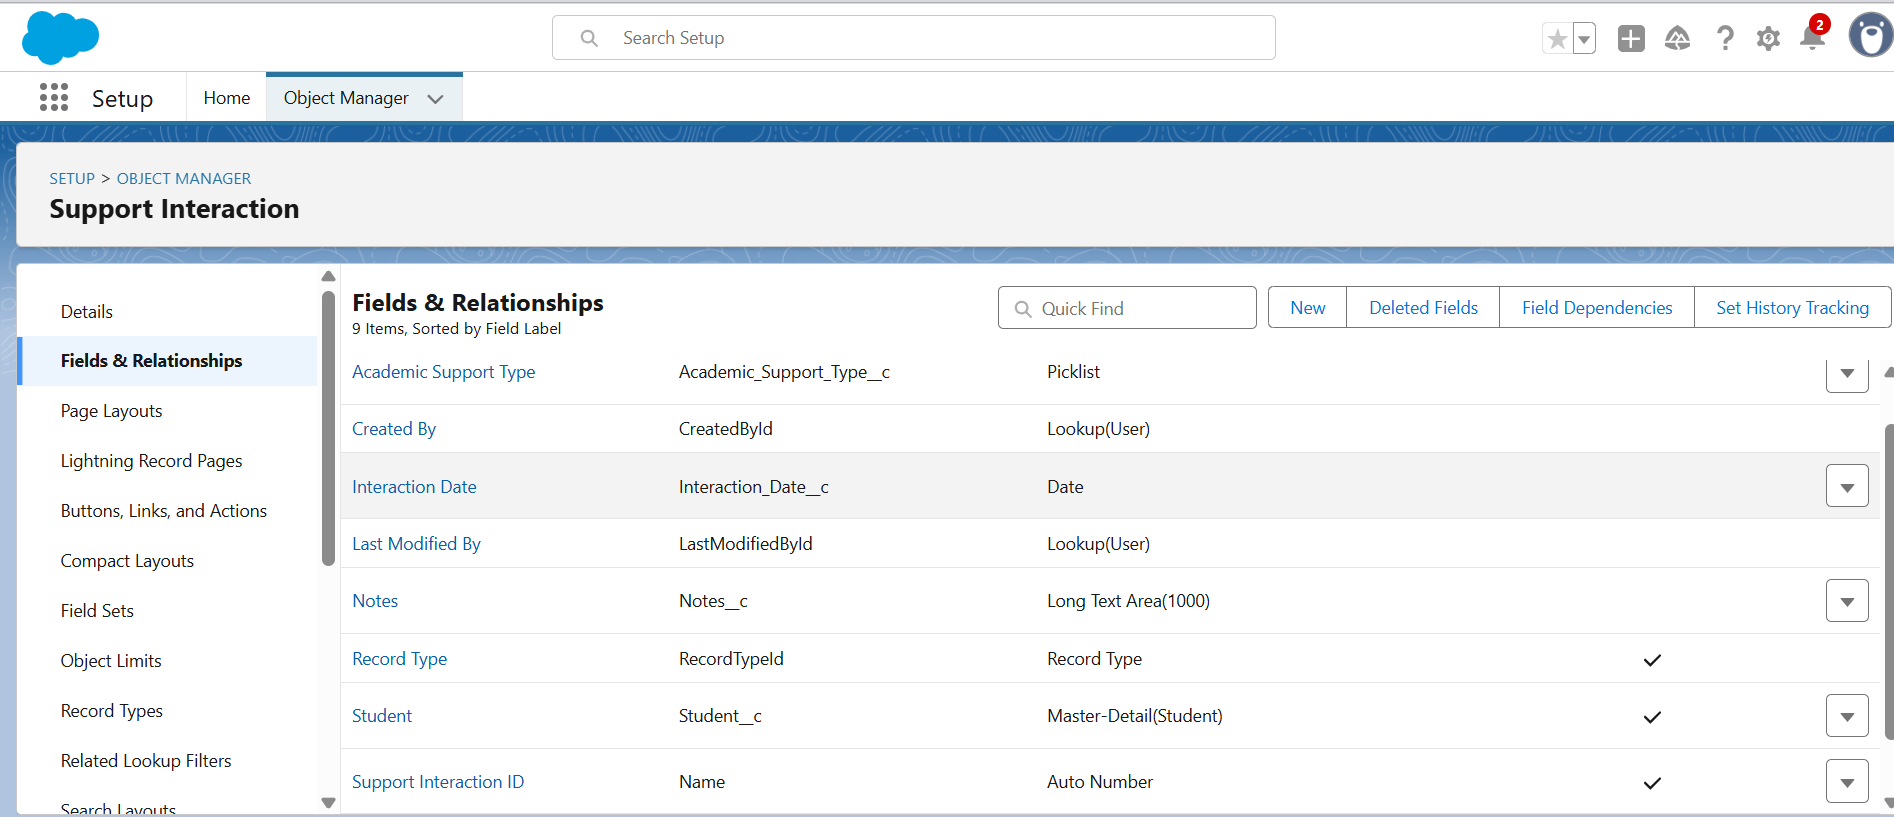 Search Setup
2
Setup
Home
Object Manager
SETUP > OBJECT MANAGER
Support Interaction
Details
Fields & Relationships
Page Layouts
Lightning Record Pages
Buttons, Links, and Actions
Compact Layouts
Field Sets
Object Limits
Record Types
Related Lookup Filters
Search Layouts
Fields & Relationships
9 Items, Sorted by Field Label
Quick Find
New
Deleted Fields
Field Dependencies
Set History Tracking
Academic Support Type Academic_Support_Type__c Picklist
Created By CreatedById Lookup(User)
Interaction Date Interaction_Date__c Date
Last Modified By LastModifiedById Lookup(User)
Notes Notes__c Long Text Area(1000)
Record Type RecordTypeId Record Type
Student Student__c Master-Detail(Student)
Support Interaction ID Name Auto Number